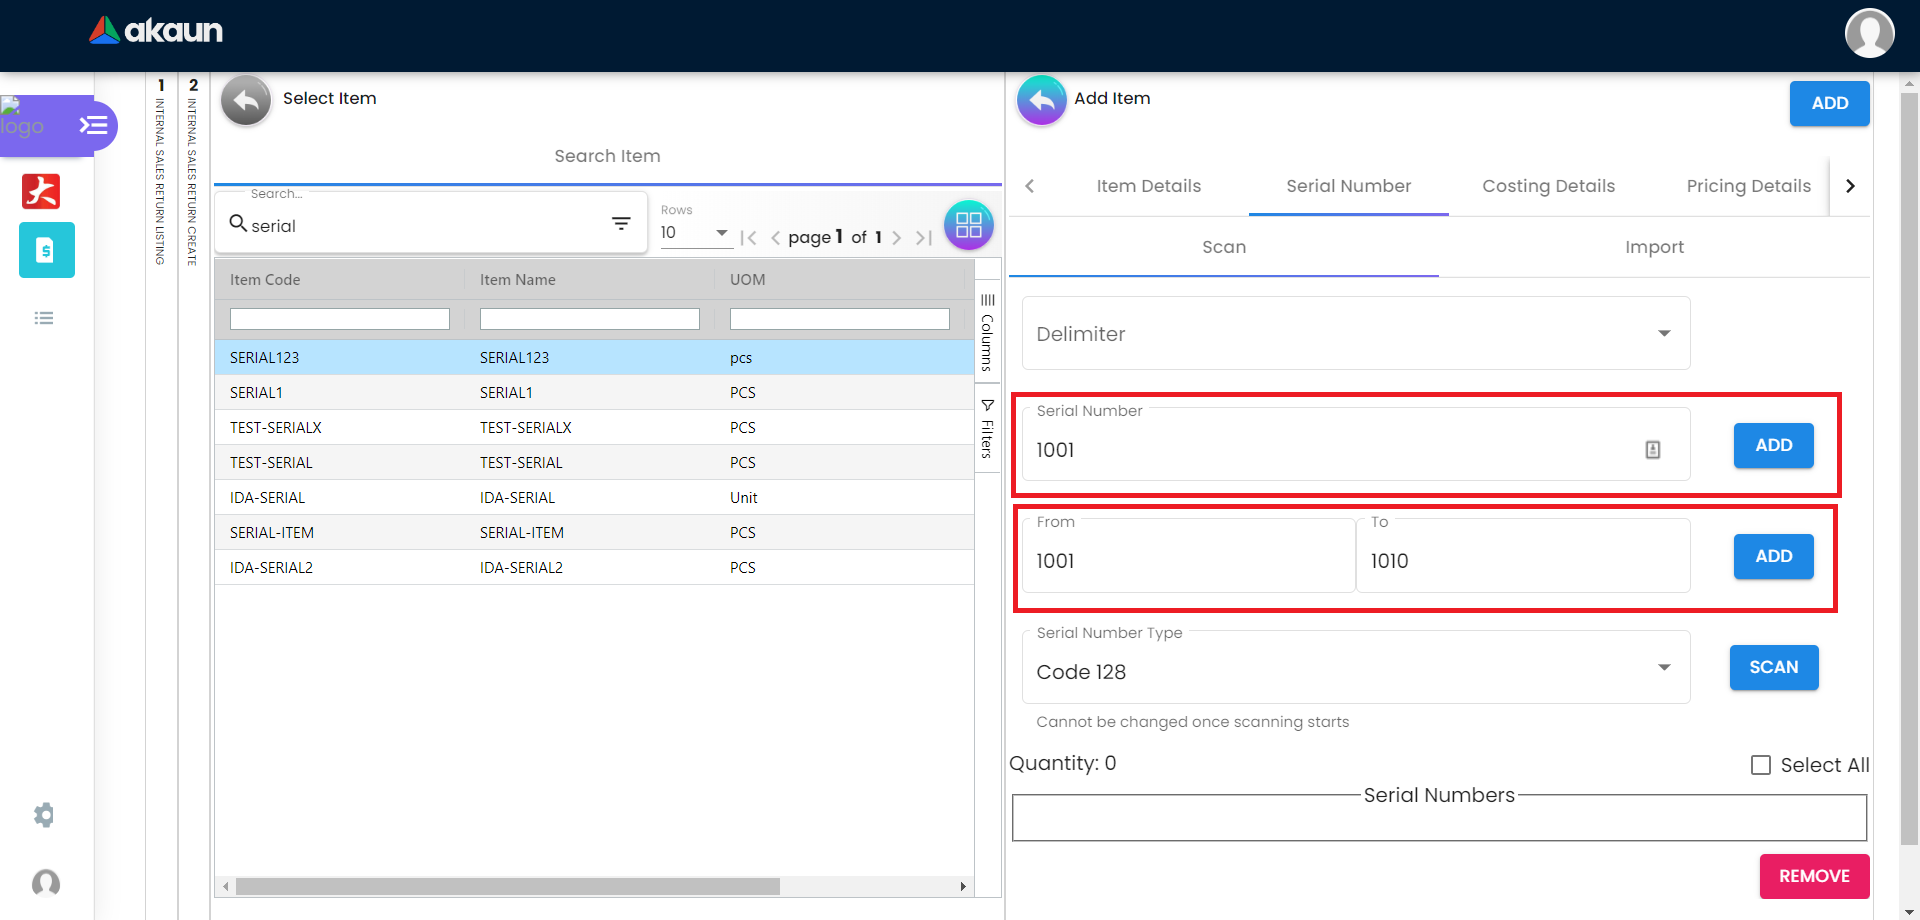 akaun
logo
1
INTERNAL SALES RETURN LISTING
2
INTERNAL SALES RETURN CREATE
Select Item
Search Item
Search...
serial
Rows
10
page 1 of 1
Item Code Item Name UOM
SERIAL123 SERIAL123 pcs
SERIAL1 SERIAL1 PCS
TEST-SERIALX TEST-SERIALX PCS
TEST-SERIAL TEST-SERIAL PCS
IDA-SERIAL IDA-SERIAL Unit
SERIAL-ITEM SERIAL-ITEM PCS
IDA-SERIAL2 IDA-SERIAL2 PCS
Columns
Filters
Add Item
ADD
Item Details Serial Number Costing Details Pricing Details
Scan Import
Delimiter
Serial Number
1001
ADD
From To
1001 1010
ADD
Serial Number Type
Code 128
SCAN
Cannot be changed once scanning starts
Quantity: 0
Select All
Serial Numbers
REMOVE